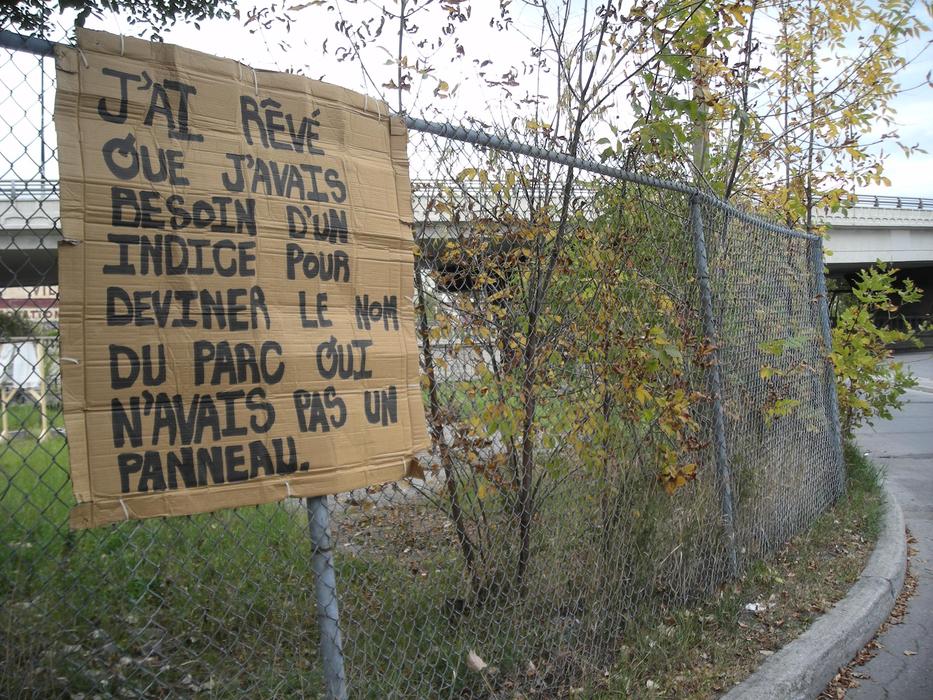 J'AI RÊVÉ
QUE J'AVAIS
BESOIN D'UN
INDICE POUR
DEVINER LE NOM
DU PARC QUI
N'AVAIS PAS UN
PANNEAU.